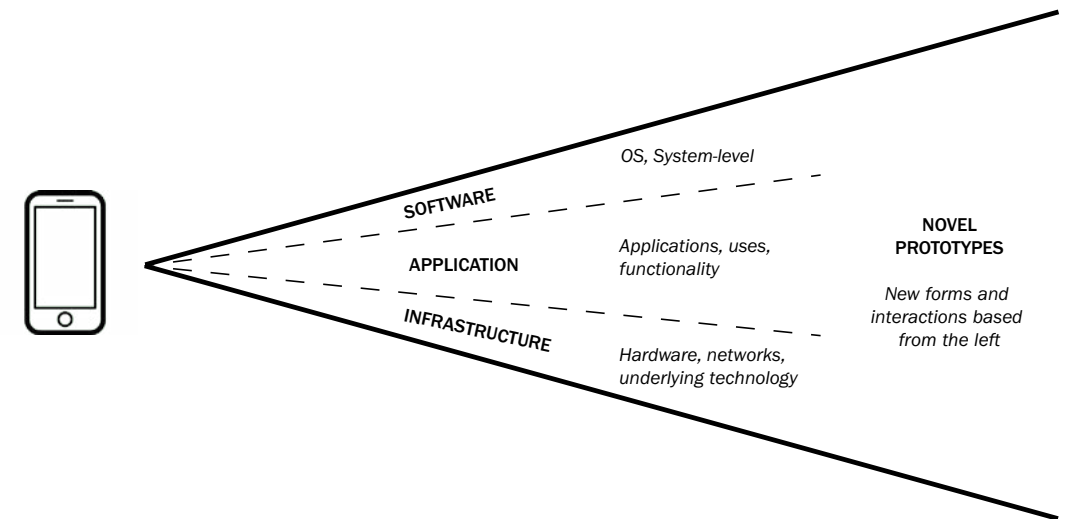 SOFTWARE
OS, System-level
APPLICATION
Applications, uses,
functionality
INFRASTRUCTURE
Hardware, networks,
underlying technology
NOVEL
PROTOTYPES
New forms and
interactions based
from the left